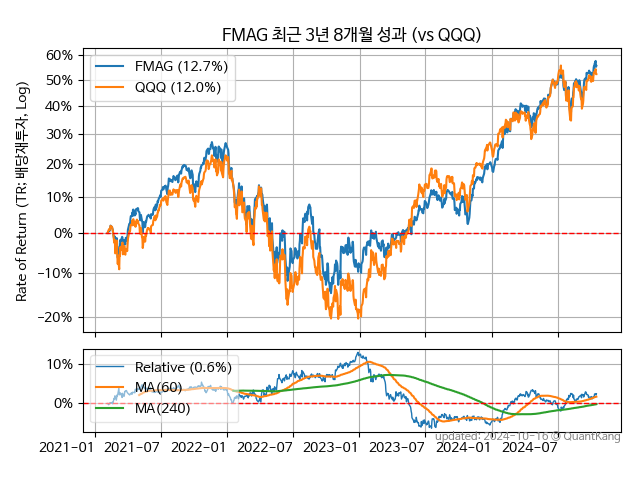 FMAG 최근 3년 8개월 성과 (vs QQQ)
Rate of Return (TR: 배당재투자, Log)
60%
50%
40%
30%
20%
10%
0%
−10%
−20%
FMAG (12.7%)
QQQ (12.0%)
10%
0%
Relative (0.6%)
MA(60)
MA(240)
2021−01 2021−07 2022−01 2022−07 2023−01 2023−07 2024−01 2024−07
updated: 2024−10−16 © QuantKang